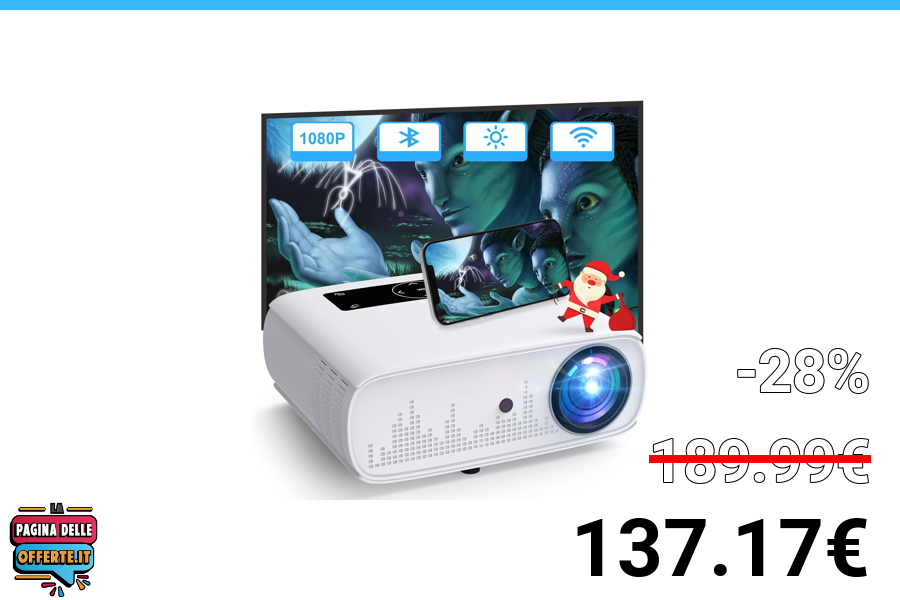 1080P
-28%
189.99€
137.17€
LA
PAGINA DELLE
OFFERTE.IT